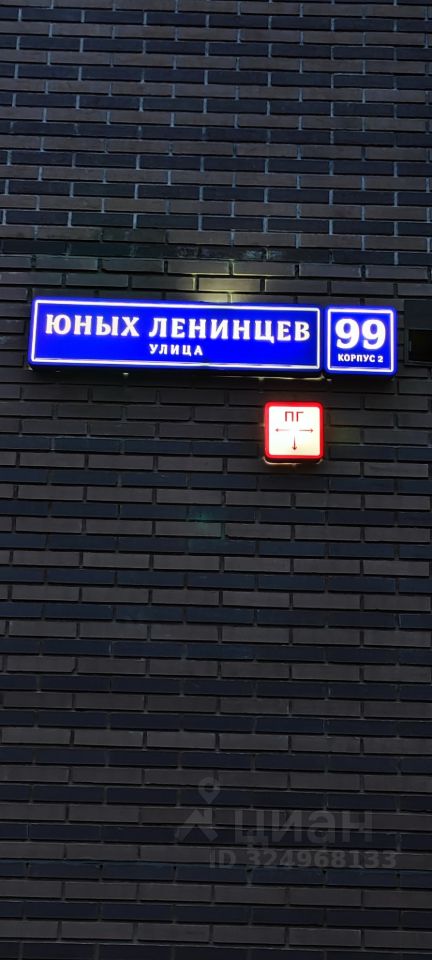 ЮНЫХ ЛЕНИНЦЕВ
УЛИЦА
99
КОРПУС 2
ПГ
циан
ID 324968133